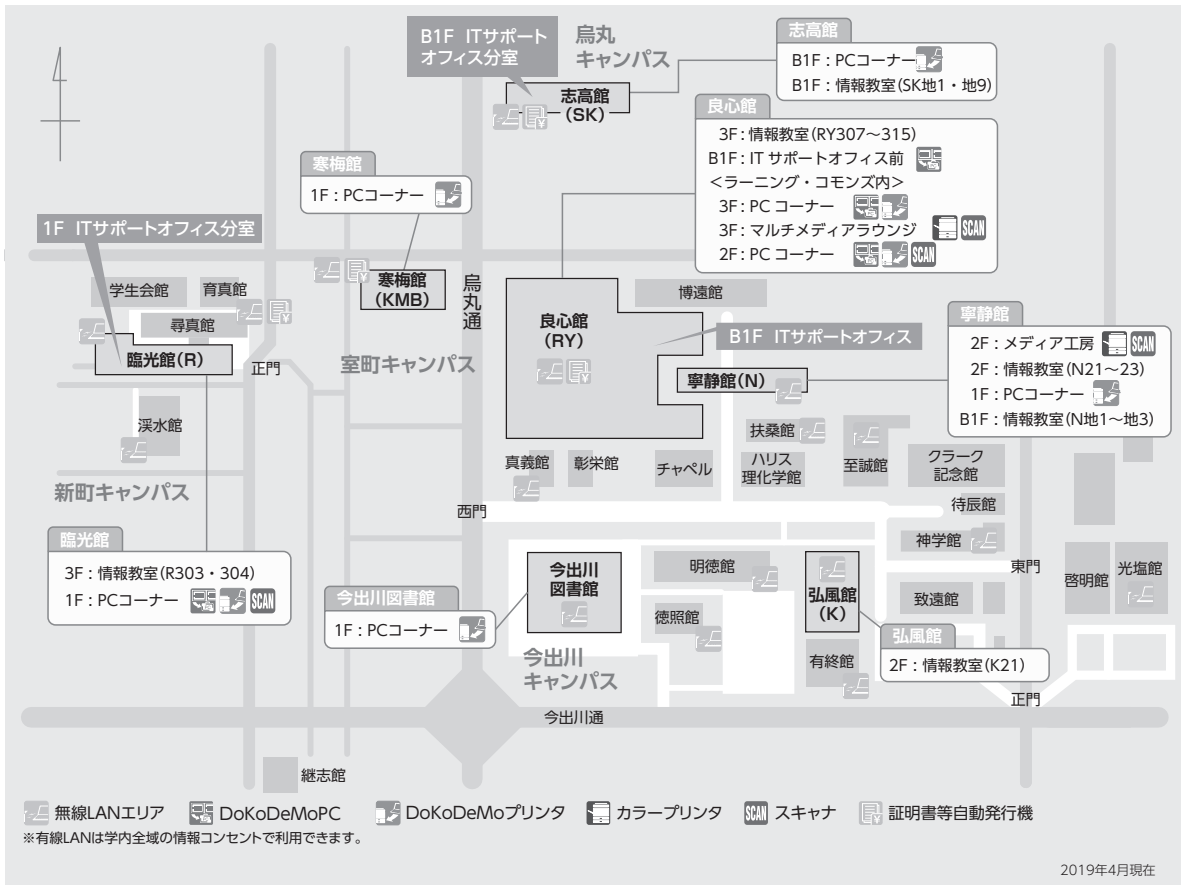 B1F ITサポート
オフィス分室
烏丸
キャンパス
志高館
B1F：PCコーナー
B1F：情報教室(SK地1・地9)
志高館
(SK)
良心館
3F：情報教室(RY307～315)
B1F：IT サポートオフィス前
＜ラーニング・コモンズ内＞
3F：PC コーナー
3F：マルチメディアラウンジ SCAN
2F：PC コーナー SCAN
寒梅館
1F：PCコーナー
1F ITサポートオフィス分室
学生会館
育真館
尋真館
臨光館(R)
正門
寒梅館
(KMB)
烏丸通
室町キャンパス
良心館
(RY)
博遠館
B1F ITサポートオフィス
寧静館(N)
寧静館
2F：メディア工房 SCAN
2F：情報教室(N21～23)
1F：PCコーナー
B1F：情報教室(N地1～地3)
渓水館
新町キャンパス
真義館
彰栄館
チャペル
扶桑館
ハリス
理化学館
至誠館
クラーク
記念館
待辰館
西門
神学館
東門
臨光館
3F：情報教室(R303・304)
1F：PCコーナー SCAN
今出川図書館
1F：PCコーナー
今出川
図書館
明徳館
徳照館
弘風館
(K)
致遠館
啓明館
光塩館
弘風館
2F：情報教室(K21)
有終館
今出川
キャンパス
正門
今出川通
継志館
無線LANエリア DoKoDeMoPC DoKoDeMoプリンタ カラープリンタ SCAN スキャナ 証明書等自動発行機
※有線LANは学内全域の情報コンセントで利用できます。
2019年4月現在